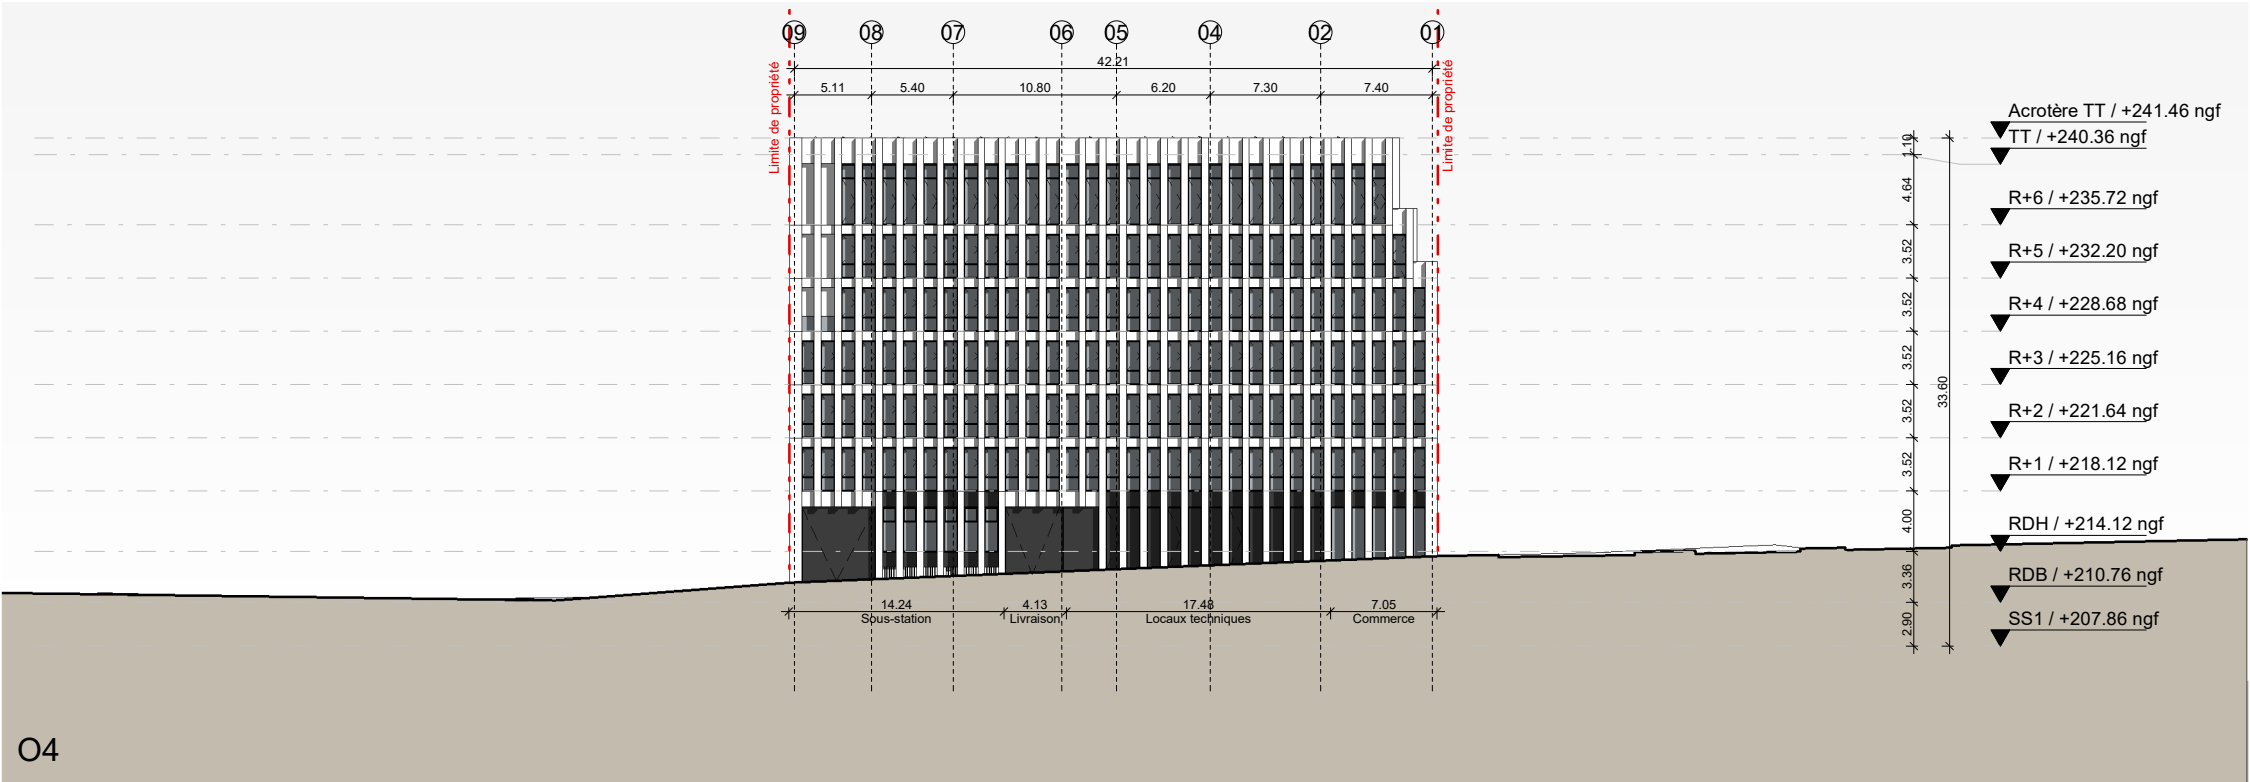 09 08 07 06 05 04 02 01
42.21
5.11 5.40 10.80 6.20 7.30 7.40
Limite de propriété
Limite de propriété
Acrotère TT / +241.46 ngf
TT / +240.36 ngf
R+6 / +235.72 ngf
R+5 / +232.20 ngf
R+4 / +228.68 ngf
R+3 / +225.16 ngf
R+2 / +221.64 ngf
R+1 / +218.12 ngf
RDH / +214.12 ngf
RDB / +210.76 ngf
SS1 / +207.86 ngf
1.10
4.64
3.52
3.52
3.52
3.52
3.52
4.00
3.36
2.90
33.60
14.24 4.13 17.48 7.05
Sous-station Livraison Locaux techniques Commerce
O4